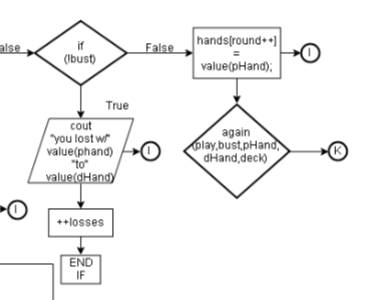 alse
if
(!bust)
False
hands[round++]
=
value(pHand);
I
True
cout
"you lost w/"
value(phand)
"to"
value(dHand)
I
again
(play,bust,pHand,
dHand,deck)
K
I
++losses
END
IF